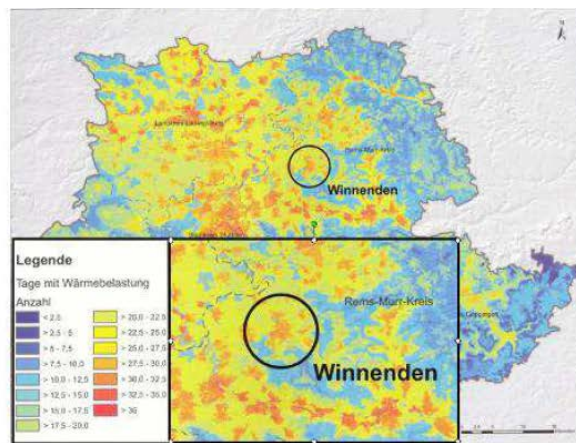 N
Rems-Murr-Kreis
Winnenden
Legende
Tage mit Wärmebelastung
Anzahl
< 2,5
> 2,5 - 5
> 5 - 7,5
> 7,5 - 10,0
> 10,0 - 12,5
> 12,5 - 15,0
> 15,0 - 17,5
> 17,5 - 20,0
> 20,0 - 22,5
> 22,5 - 25,0
> 25,0 - 27,5
> 27,5 - 30,0
> 30,0 - 32,5
> 32,5 - 35,0
> 35
Rems-Murr-Kreis
Winnenden